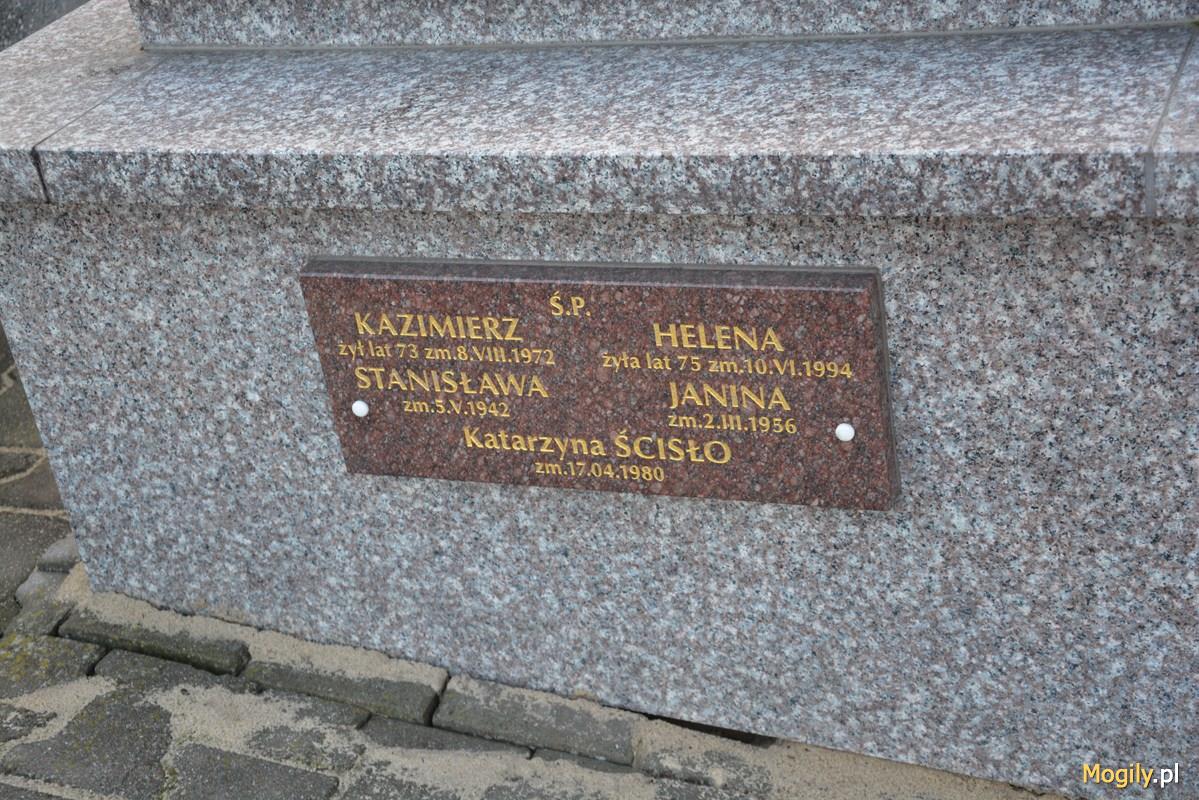 Ś.P.
KAZIMIERZ HELENA
żył lat 73 zm.8.VIII.1972 żyła lat 75 zm.10.VI.1994
STANISŁAWA JANINA
zm.5.V.1942 zm.2.III.1956
Katarzyna ŚCISŁO
zm.17.04.1980
Mogily.pl